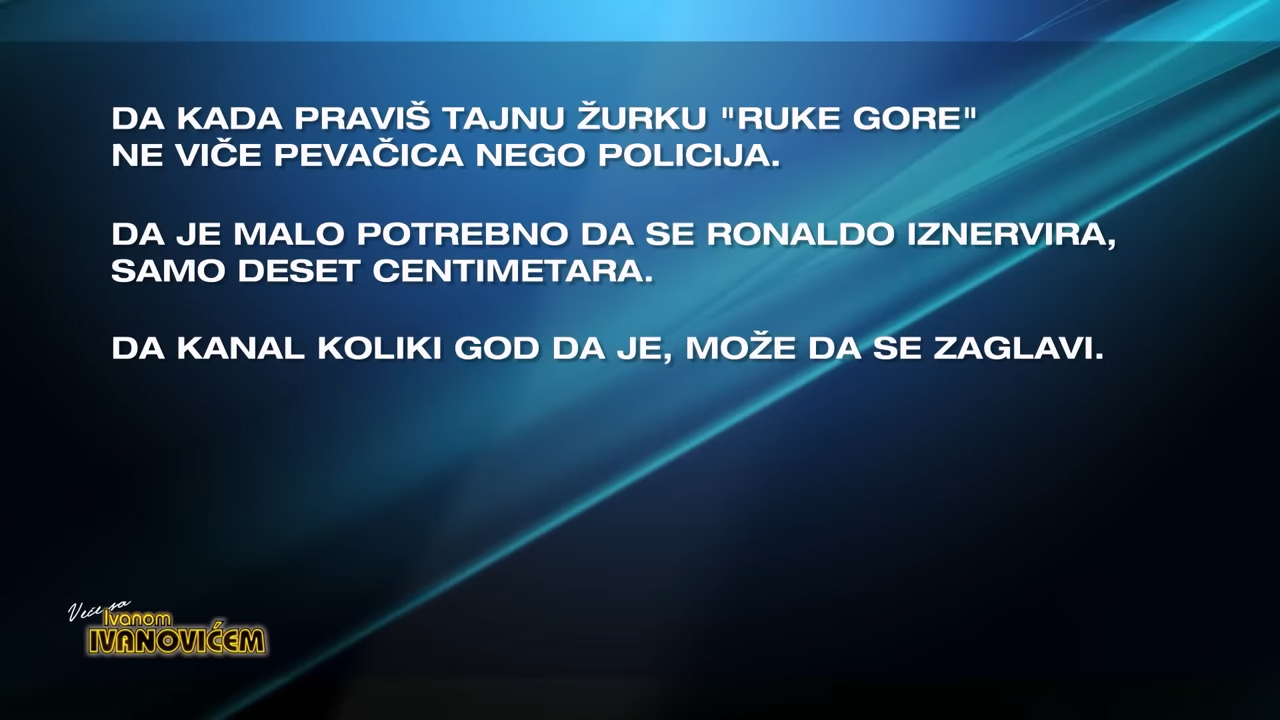 DA KADA PRAVIŠ TAJNU ŽURKU "RUKE GORE"
NE VIČE PEVAČICA NEGO POLICIJA.
DA JE MALO POTREBNO DA SE RONALDO IZNERVIRA,
SAMO DESET CENTIMETARA.
DA KANAL KOLIKI GOD DA JE, MOŽE DA SE ZAGLAVI.
Veče sa
Ivanom
IVANOVIĆEM